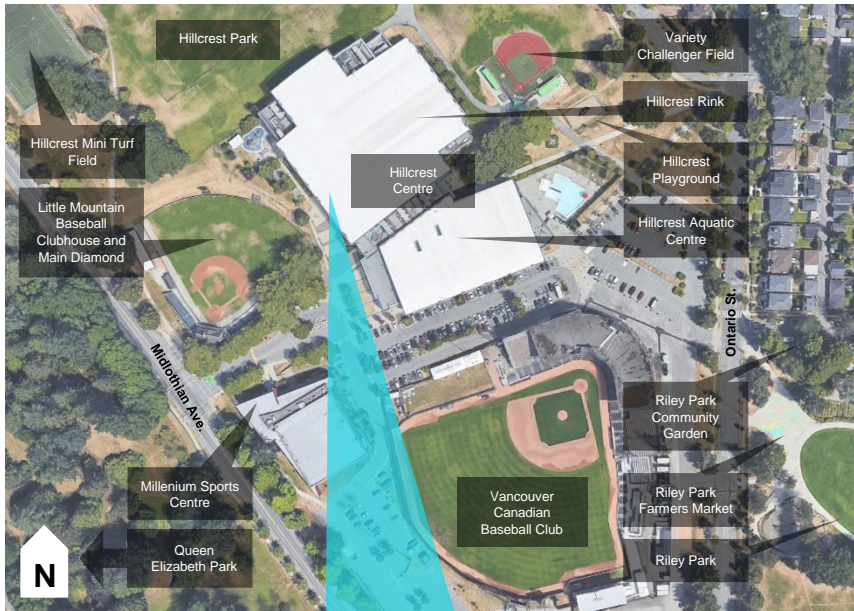 Hillcrest Park
Variety
Challenger Field
Hillcrest Rink
Hillcrest Mini Turf
Field
Hillcrest
Centre
Hillcrest
Playground
Little Mountain
Baseball
Clubhouse and
Main Diamond
Hillcrest Aquatic
Centre
Ontario St.
Midlothian Ave.
Riley Park
Community
Garden
Millenium Sports
Centre
Vancouver
Canadian
Baseball Club
Riley Park
Farmers Market
Queen
Elizabeth Park
Riley Park
N